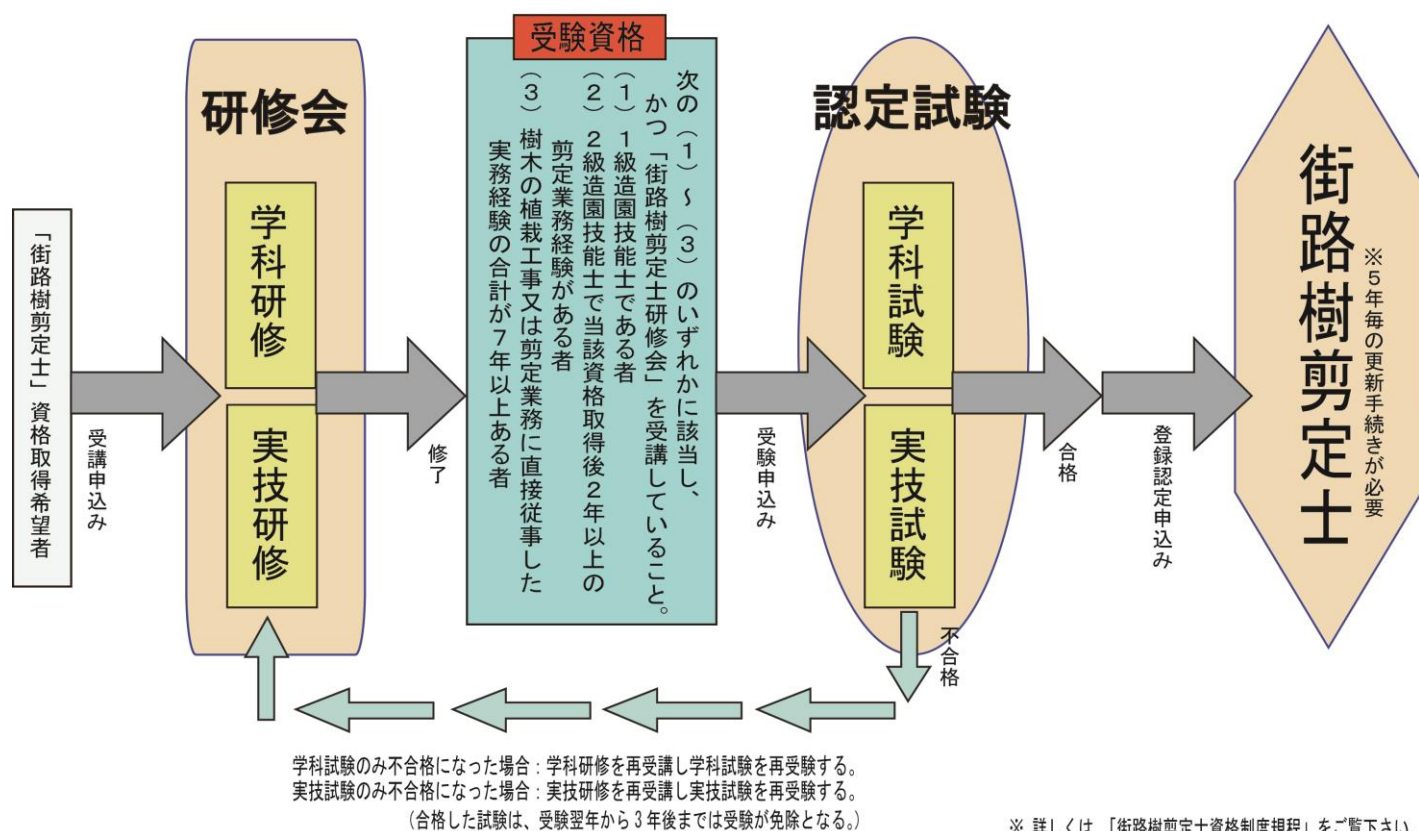 「街路樹剪定士」資格取得希望者
受講申込み
研修会
学科研修
実技研修
修了
受験資格
次の（１）～（３）のいずれかに該当し、
かつ「街路樹剪定士研修会」を受講していること。
（１）１級造園技能士である者
（２）２級造園技能士で当該資格取得後２年以上の
剪定業務経験がある者
（３）樹木の植栽工事又は剪定業務に直接従事した
実務経験の合計が７年以上ある者
受験申込み
認定試験
学科試験
実技試験
不合格
合格
登録認定申込み
街路樹剪定士
※５年毎の更新手続きが必要
学科試験のみ不合格になった場合：学科研修を再受講し学科試験を再受験する。
実技試験のみ不合格になった場合：実技研修を再受講し実技試験を再受験する。
（合格した試験は、受験翌年から３年後までは受験が免除となる。）
※ 詳しくは、「街路樹剪定士資格制度規程」をご覧下さい